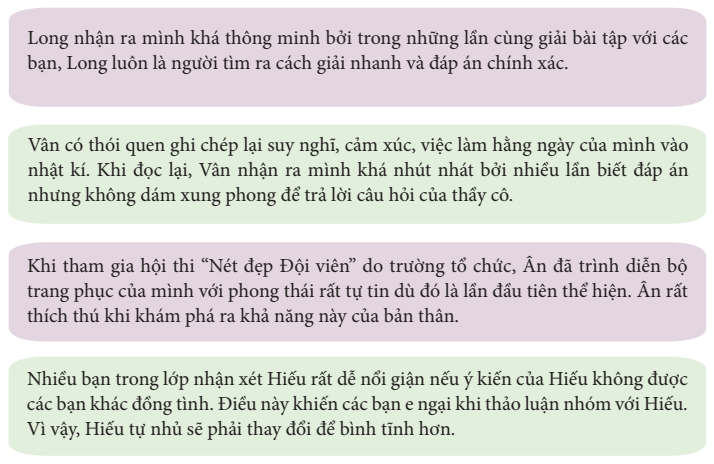 Long nhận ra mình khá thông minh bởi trong những lần cùng giải bài tập với các
bạn, Long luôn là người tìm ra cách giải nhanh và đáp án chính xác.
Vân có thói quen ghi chép lại suy nghĩ, cảm xúc, việc làm hằng ngày của mình vào
nhật kí. Khi đọc lại, Vân nhận ra mình khá nhút nhát bởi nhiều lần biết đáp án
nhưng không dám xung phong để trả lời câu hỏi của thầy cô.
Khi tham gia hội thi “Nét đẹp Đội viên” do trường tổ chức, Ân đã trình diễn bộ
trang phục của mình với phong thái rất tự tin dù đó là lần đầu tiên thể hiện. Ân rất
thích thú khi khám phá ra khả năng này của bản thân.
Nhiều bạn trong lớp nhận xét Hiếu rất dễ nổi giận nếu ý kiến của Hiếu không được
các bạn khác đồng tình. Điều này khiến các bạn e ngại khi thảo luận nhóm với Hiếu.
Vì vậy, Hiếu tự nhủ sẽ phải thay đổi để bình tĩnh hơn.